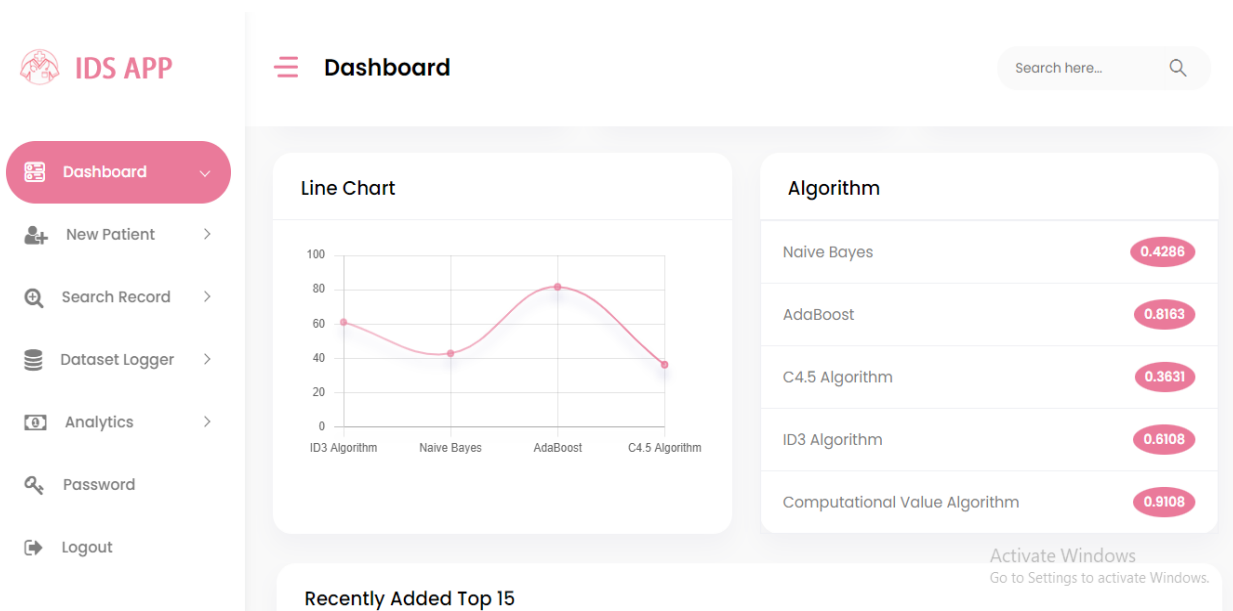 IDS APP
Dashboard
Search here...
Dashboard
New Patient
Search Record
Dataset Logger
Analytics
Password
Logout
Line Chart
100
80
60
40
20
0
ID3 Algorithm Naive Bayes AdaBoost C4.5 Algorithm
Algorithm
Naive Bayes 0.4286
AdaBoost 0.8163
C4.5 Algorithm 0.3631
ID3 Algorithm 0.6108
Computational Value Algorithm 0.9108
Activate Windows
Go to Settings to activate Windows.
Recently Added Top 15